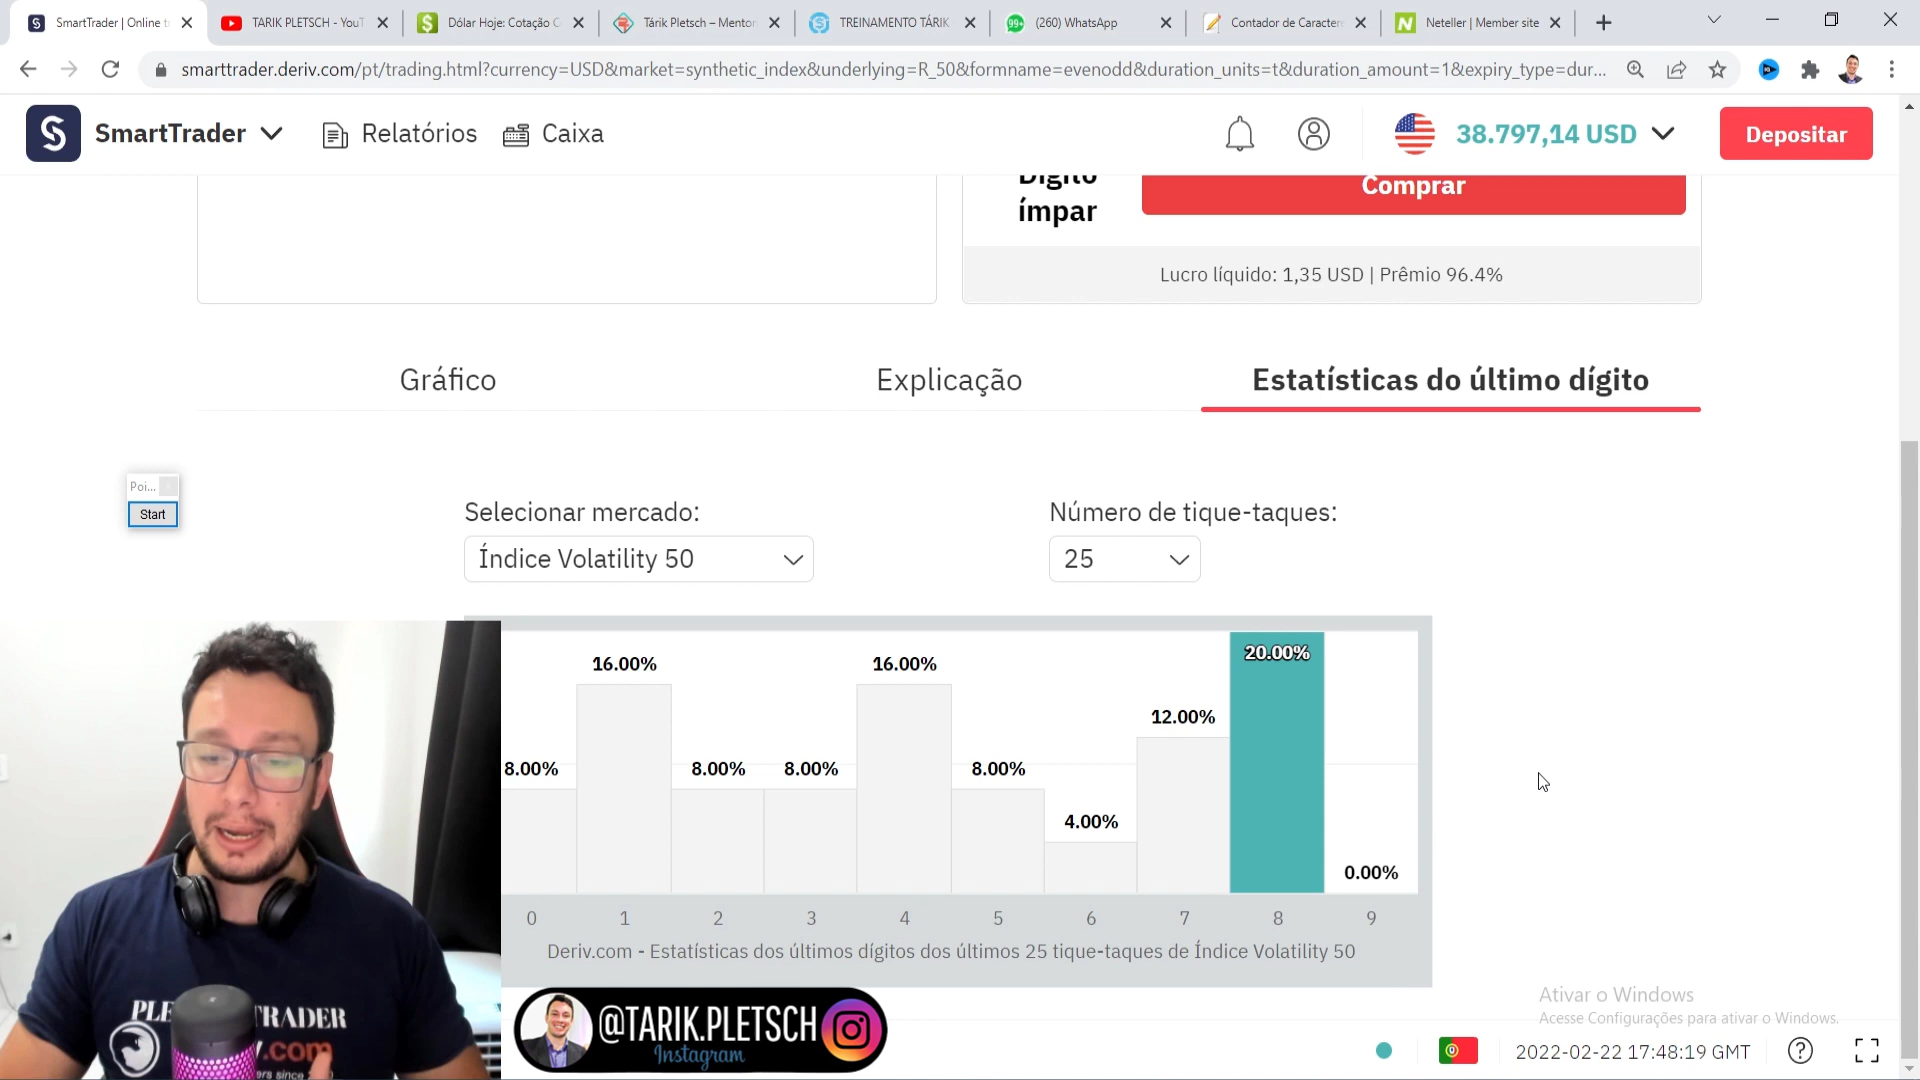 SmartTrader | Online t
TARIK PLETSCH - YouT
Dólar Hoje: Cotação
Tárik Pletsch – Mentor
TREINAMENTO TÁRIK
(260) WhatsApp
Contador de Caracter
Neteller | Member site
smarttrader.deriv.com/pt/trading.html?currency=USD&market=synthetic_index&underlying=R_50&formname=evenodd&duration_units=t&duration_amount=1&expiry_type=dur...
SmartTrader
Relatórios
Caixa
38.797,14 USD
Depositar
Dígito
ímpar
Comprar
Lucro líquido: 1,35 USD | Prêmio 96.4%
Gráfico
Explicação
Estatísticas do último dígito
Poi...
Start
Selecionar mercado:
Número de tique-taques:
Índice Volatility 50
25
8.00%
16.00%
8.00%
8.00%
16.00%
8.00%
4.00%
12.00%
20.00%
0.00%
0 1 2 3 4 5 6 7 8 9
Deriv.com - Estatísticas dos últimos dígitos dos últimos 25 tique-taques de Índice Volatility 50
@TARIK.PLETSCH
Instagram
Ativar o Windows
Acesse Configurações para ativar o Windows.
2022-02-22 17:48:19 GMT